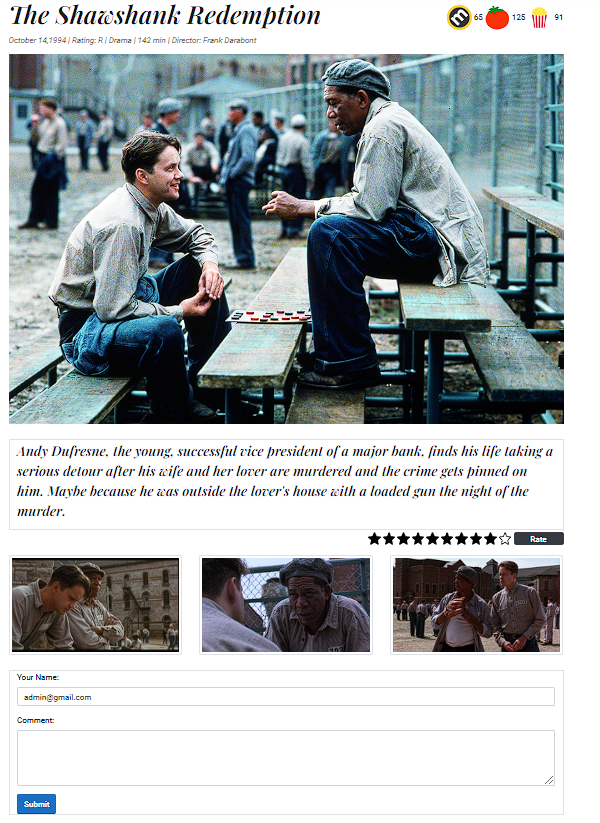 The Shawshank Redemption
65 125 91
October 14,1994 | Rating: R | Drama | 142 min | Director: Frank Darabont
Andy Dufresne, the young, successful vice president of a major bank, finds his life taking a
serious detour after his wife and her lover are murdered and the crime gets pinned on
him. Maybe because he was outside the lover's house with a loaded gun the night of the
murder.
Rate
Your Name:
admin@gmail.com
Comment:
Submit